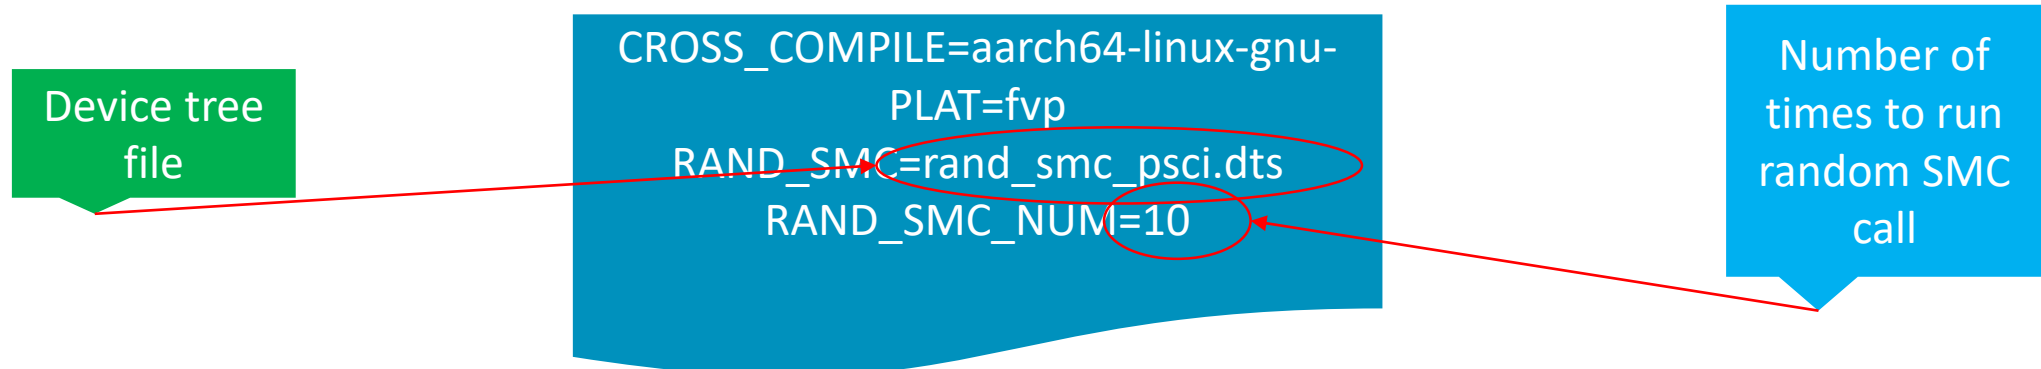 Device tree
file
CROSS_COMPILE=aarch64-linux-gnu-
PLAT=fvp
RAND_SMC=rand_smc_psci.dts
RAND_SMC_NUM=10
Number of
times to run
random SMC
call